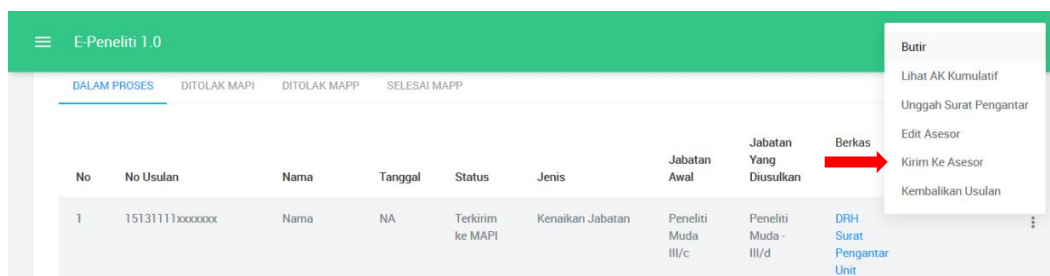 E-Peneliti 1.0
DALAM PROSES DITOLAK MAPI DITOLAK MAPP SELESAI MAPP
Butir
Lihat AK Kumulatif
Unggah Surat Pengantar
Edit Asesor
Kirim Ke Asesor
Kembalikan Usulan
No No Usulan Nama Tanggal Status Jenis Jabatan Awal Jabatan Yang Diusulkan Berkas
1 15131111xxxxxxx Nama NA Terkirim ke MAPI Kenaikan Jabatan Peneliti Muda III/c Peneliti Muda - III/d DRH Surat Pengantar Unit